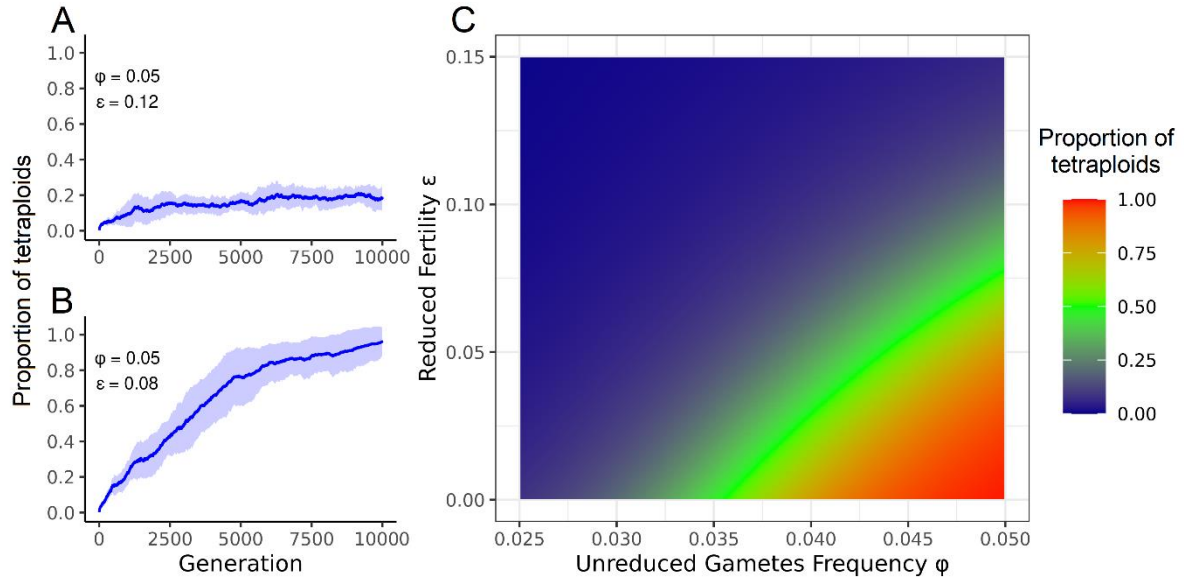 A
Proportion of tetraploids
1.0
0.8
0.6
0.4
0.2
0.0
φ = 0.05
ε = 0.12
0 2500 5000 7500 10000
B
1.0
0.8
0.6
0.4
0.2
0.0
φ = 0.05
ε = 0.08
0 2500 5000 7500 10000
Generation
C
Reduced Fertility ε
0.15
0.10
0.05
0.00
0.025 0.030 0.035 0.040 0.045 0.050
Unreduced Gametes Frequency φ
Proportion of
tetraploids
1.00
0.75
0.50
0.25
0.00